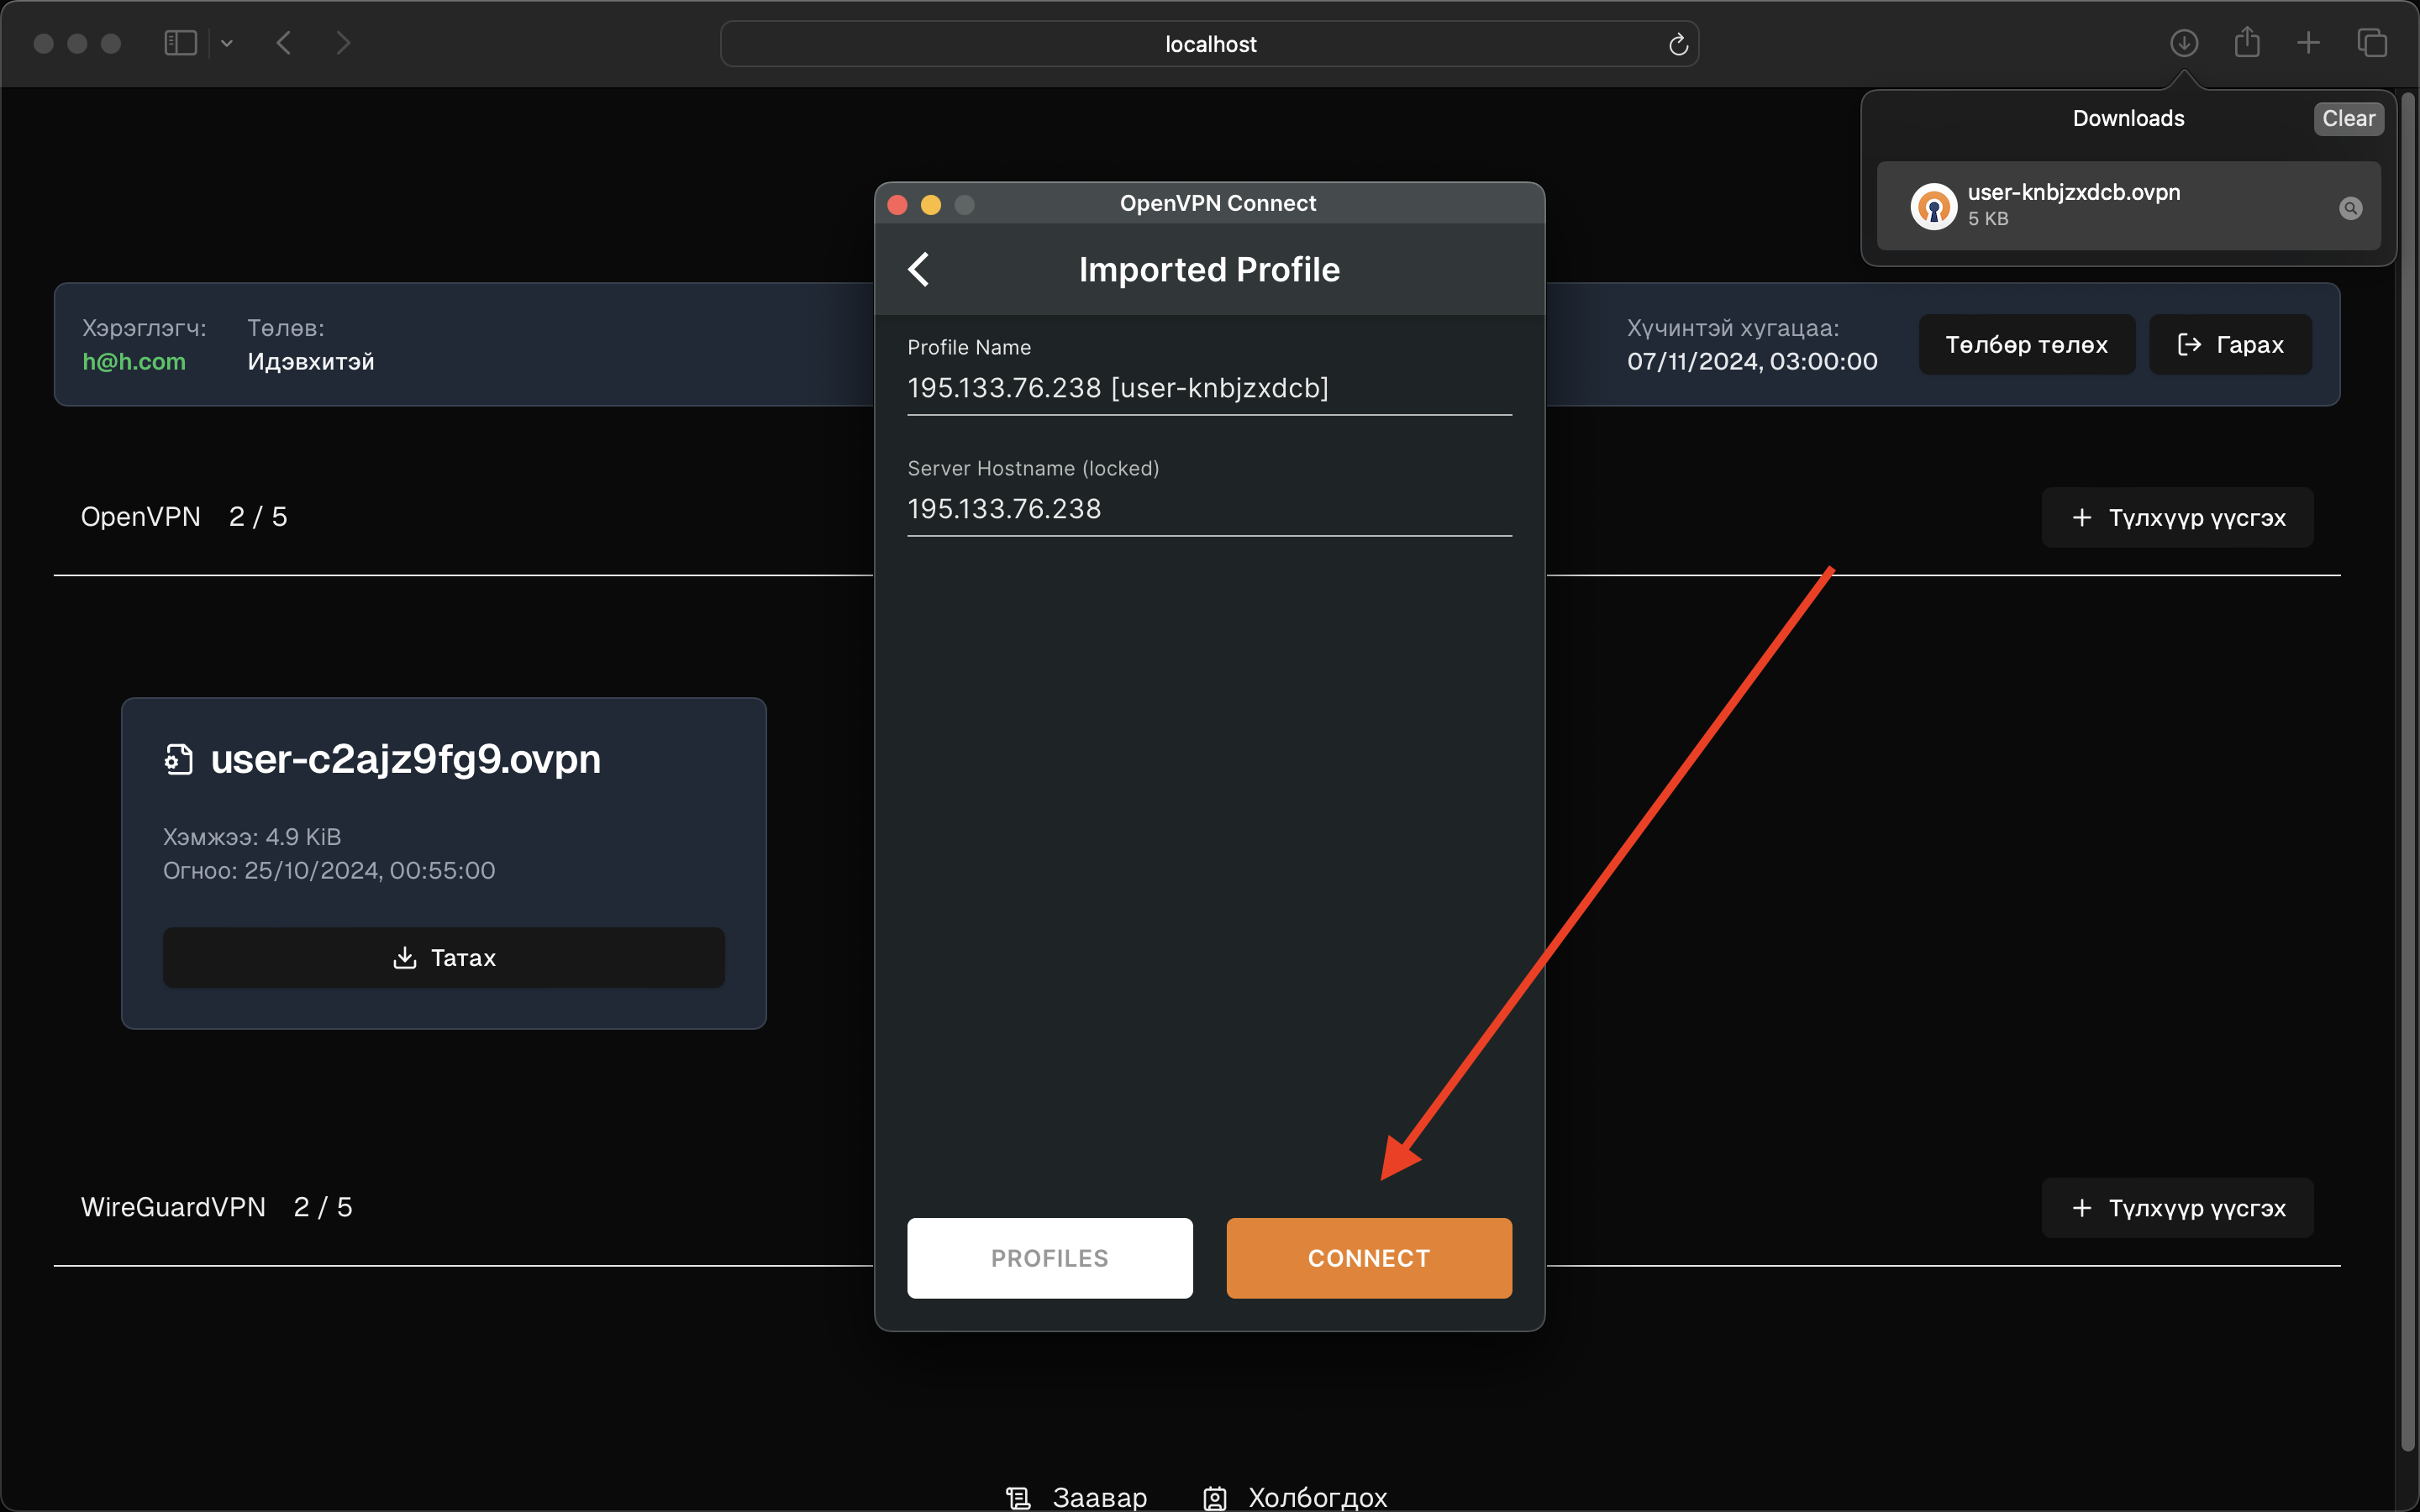 localhost
Downloads
Clear
user-knbjzxdcb.ovpn
5 KB
OpenVPN Connect
Imported Profile
Profile Name
195.133.76.238 [user-knbjzxdcb]
Server Hostname (locked)
195.133.76.238
PROFILES
CONNECT
Хэрэглэгч:
h@h.com
Төлөв:
Идэвхитэй
Хүчинтэй хугацаа:
07/11/2024, 03:00:00
Төлбөр төлөх
Гарах
OpenVPN 2 / 5
Түлхүүр үүсгэх
user-c2ajz9fg9.ovpn
Хэмжээ: 4.9 KiB
Огноо: 25/10/2024, 00:55:00
Татах
WireGuardVPN 2 / 5
Түлхүүр үүсгэх
Заавар
Холбогдох